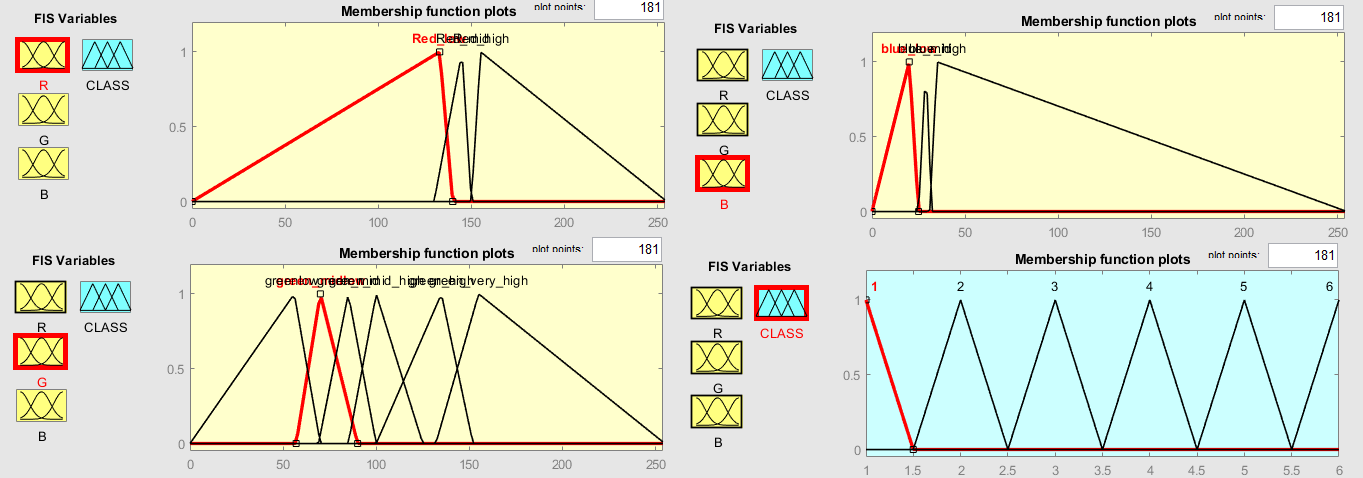 Membership function plots
plot points:
181
FIS Variables
R
CLASS
G
B
1
0.5
0
0
50
100
150
200
250
Membership function plots
plot points:
181
FIS Variables
R
CLASS
G
B
1
0.5
0
0
50
100
150
200
250
Membership function plots
plot points:
181
FIS Variables
R
CLASS
G
B
1
0.5
0
0
50
100
150
200
250
Membership function plots
plot points:
181
FIS Variables
R
CLASS
G
B
1
2
3
4
5
6
1
0.5
0
1
1.5
2
2.5
3
3.5
4
4.5
5
5.5
6